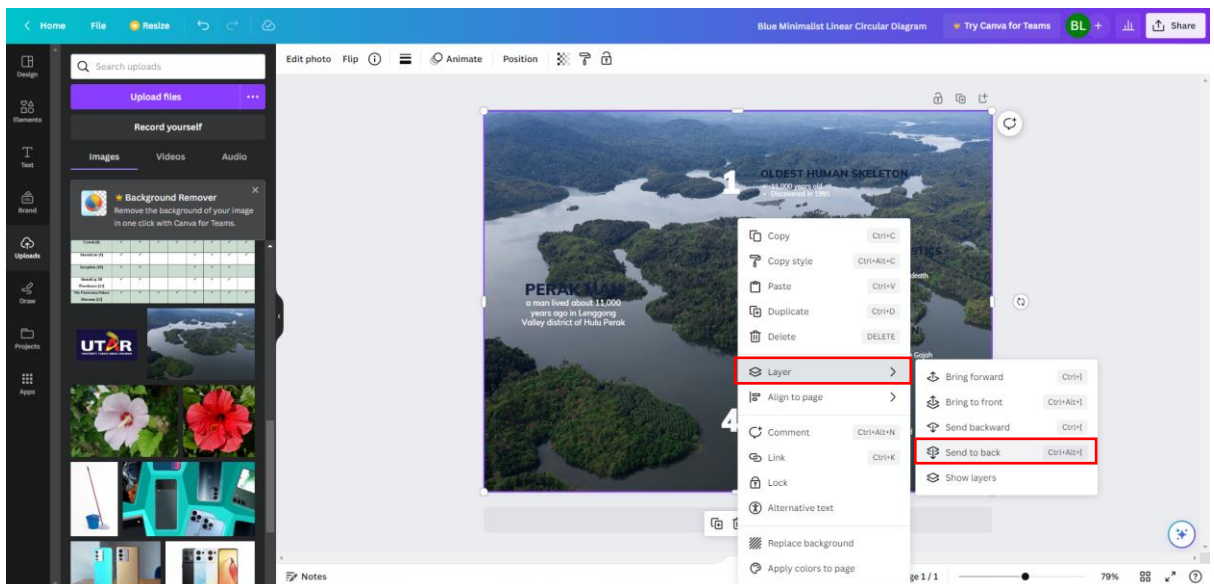 Home File Resize Blue Minimalist Linear Circular Diagram Try Canva for Teams BL + Share
Design
Elements
Text
Brand
Uploads
Draw
Projects
Apps
Search uploads
Upload files ...
Record yourself
Images Videos Audio
Background Remover
Remove the background of your image
in one click with Canva for Teams.
UTAR
Edit photo Flip Animate Position
1
OLDEST HUMAN SKELETON
11,000 years old
Discovered in 1991
PERAK MAN
a man lived about 11,000
years ago in Lenggong
Valley district of Hulu Perak
death
4
Copy Ctrl+C
Copy style Ctrl+Alt+C
Paste Ctrl+V
Duplicate Ctrl+D
Delete DELETE
Layer
Align to page
Comment Ctrl+Alt+N
Link Ctrl+K
Lock
Alternative text
Replace background
Apply colors to page
Bring forward Ctrl+]
Bring to front Ctrl+Alt+]
Send backward Ctrl+[
Send to back Ctrl+Alt+[
Show layers
Notes
1 / 1 79%